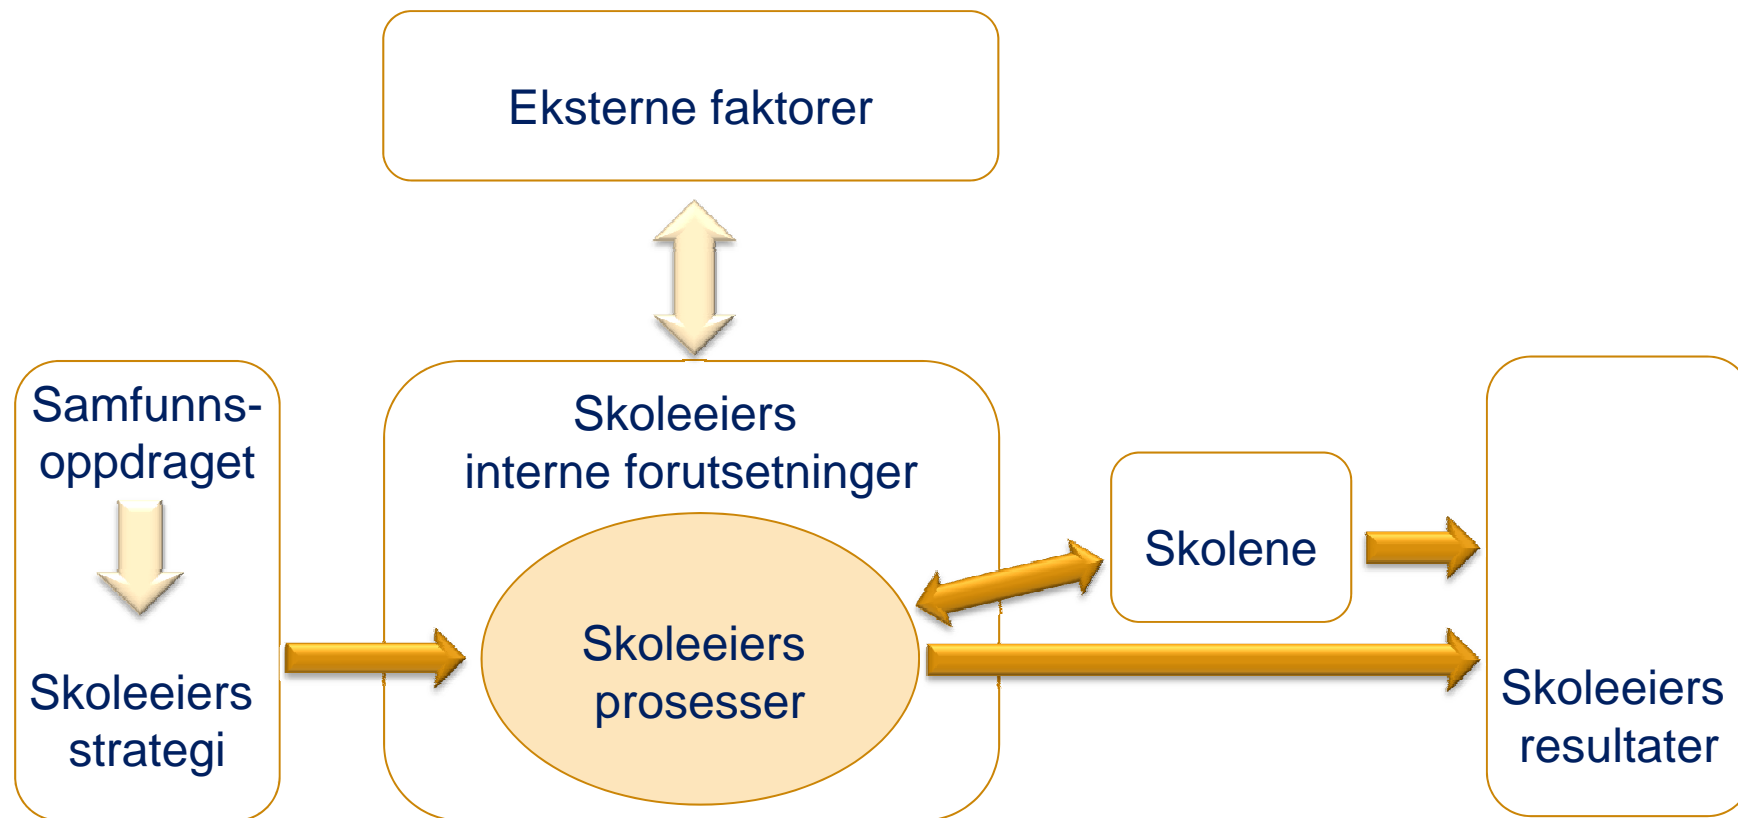 Eksterne faktorer
Samfunns-
oppdraget
Skoleeiers
strategi
Skoleeiers
interne forutsetninger
Skoleeiers
prosesser
Skolene
Skoleeiers
resultater